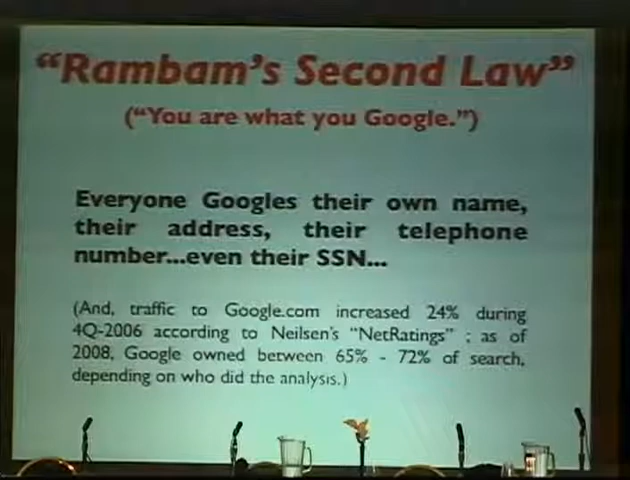 “Rambam’s Second Law”
(“You are what you Google.”)
Everyone Googles their own name,
their address, their telephone
number...even their SSN...
(And, traffic to Google.com increased 24% during
4Q-2006 according to Neilsen’s “NetRatings” ; as of
2008, Google owned between 65% - 72% of search,
depending on who did the analysis.)